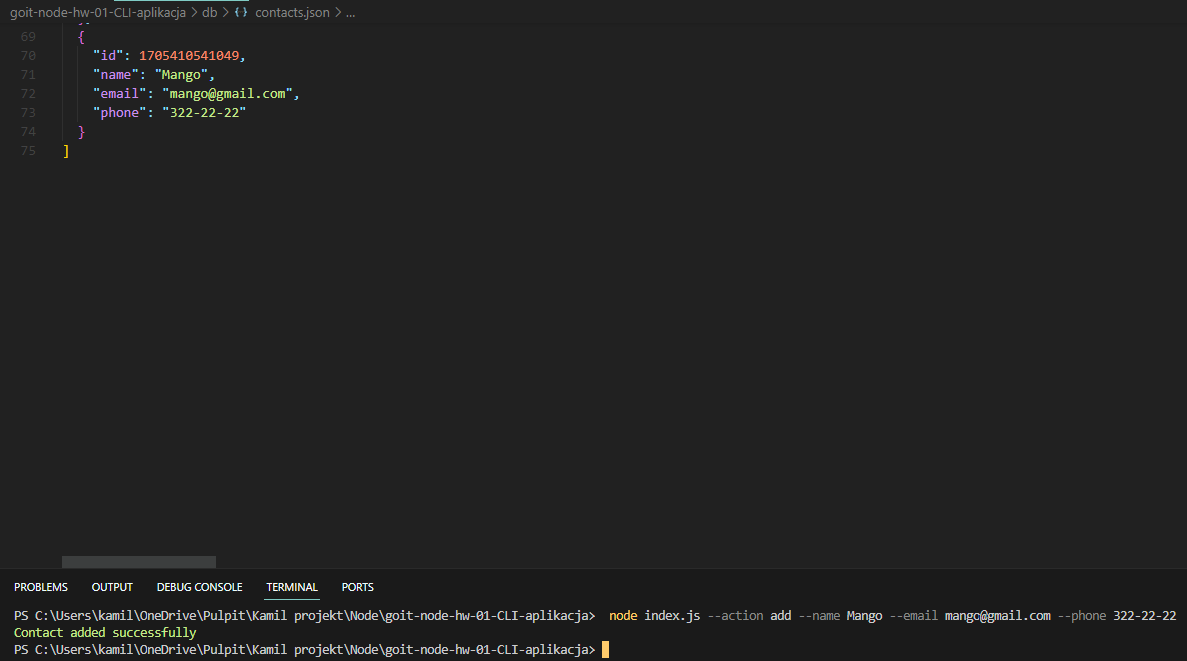 goit-node-hw-01-CLI-aplikacja > db > {} contacts.json > ...
69 {
70 "id": 1705410541049,
71 "name": "Mango",
72 "email": "mango@gmail.com",
73 "phone": "322-22-22"
74 }
75 ]
PROBLEMS OUTPUT DEBUG CONSOLE TERMINAL PORTS
PS C:\Users\kamil\OneDrive\Pulpit\Kamil projekt\Node\goit-node-hw-01-CLI-aplikacja> node index.js --action add --name Mango --email mango@gmail.com --phone 322-22-22
Contact added successfully
PS C:\Users\kamil\OneDrive\Pulpit\Kamil projekt\Node\goit-node-hw-01-CLI-aplikacja>